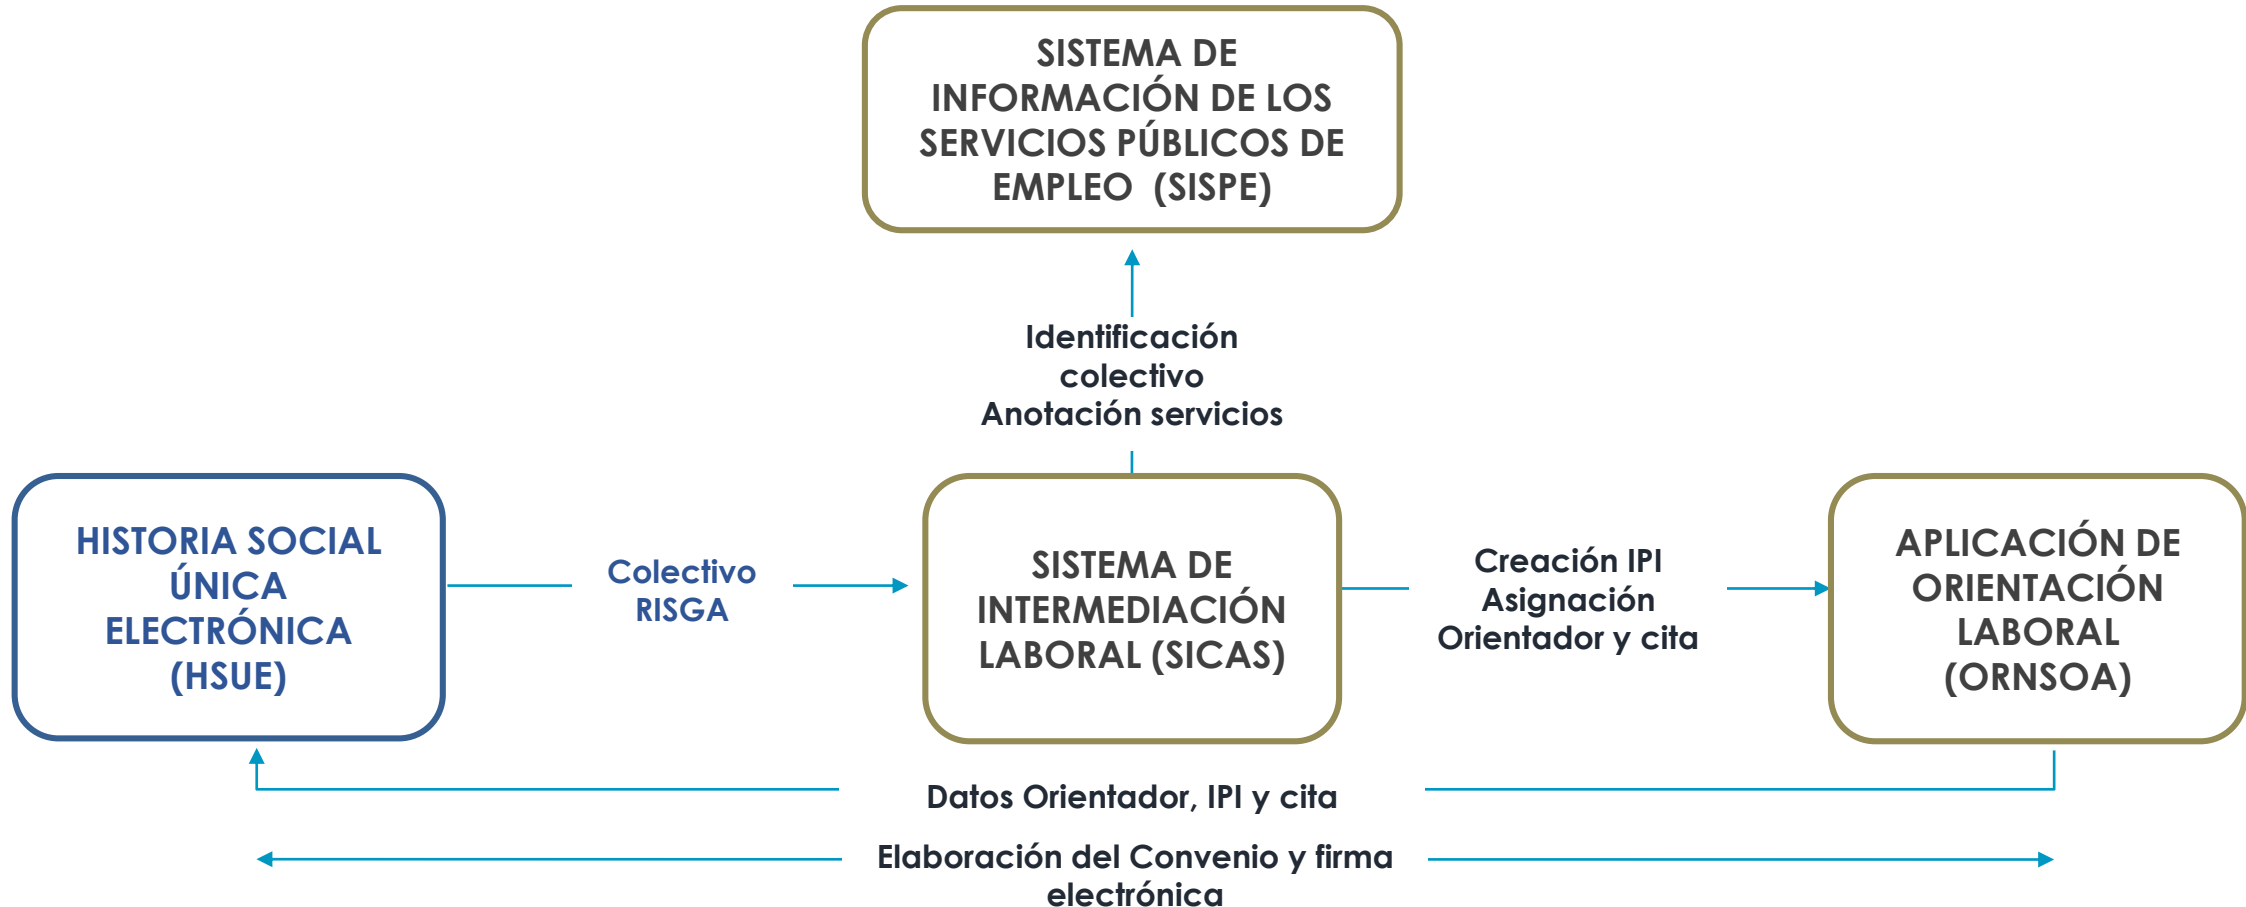 SISTEMA DE
INFORMACIÓN DE LOS
SERVICIOS PÚBLICOS DE
EMPLEO (SISPE)
Identificación
colectivo
Anotación servicios
HISTORIA SOCIAL
ÚNICA
ELECTRÓNICA
(HSUE)
Colectivo
RISGA
SISTEMA DE
INTERMEDIACIÓN
LABORAL (SICAS)
Creación IPI
Asignación
Orientador y cita
APLICACIÓN DE
ORIENTACIÓN
LABORAL
(ORNSOA)
Datos Orientador, IPI y cita
Elaboración del Convenio y firma
electrónica